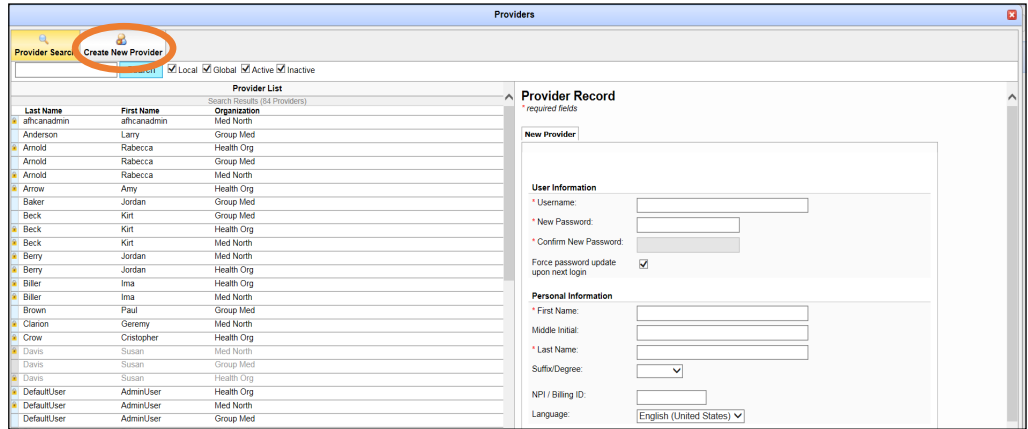 Providers
Provider Search Create New Provider
Search Local Global Active Inactive
Provider List
Search Results (84 Providers)
Last Name First Name Organization
afhcanadmin afhcanadmin Med North
Anderson Larry Group Med
Arnold Rabecca Health Org
Arnold Rabecca Group Med
Arnold Rabecca Med North
Arrow Amy Health Org
Baker Jordan Group Med
Beck Kirt Group Med
Beck Kirt Health Org
Beck Kirt Med North
Berry Jordan Med North
Berry Jordan Health Org
Biller Ima Health Org
Biller Ima Med North
Brown Paul Group Med
Clarion Geremy Med North
Crow Cristopher Health Org
Davis Susan Med North
Davis Susan Group Med
Davis Susan Health Org
DefaultUser AdminUser Health Org
DefaultUser AdminUser Med North
DefaultUser AdminUser Group Med
Provider Record
* required fields
New Provider
User Information
* Username:
* New Password:
* Confirm New Password:
Force password update
upon next login
Personal Information
* First Name:
Middle Initial:
* Last Name:
Suffix/Degree:
NPI / Billing ID:
Language: English (United States)